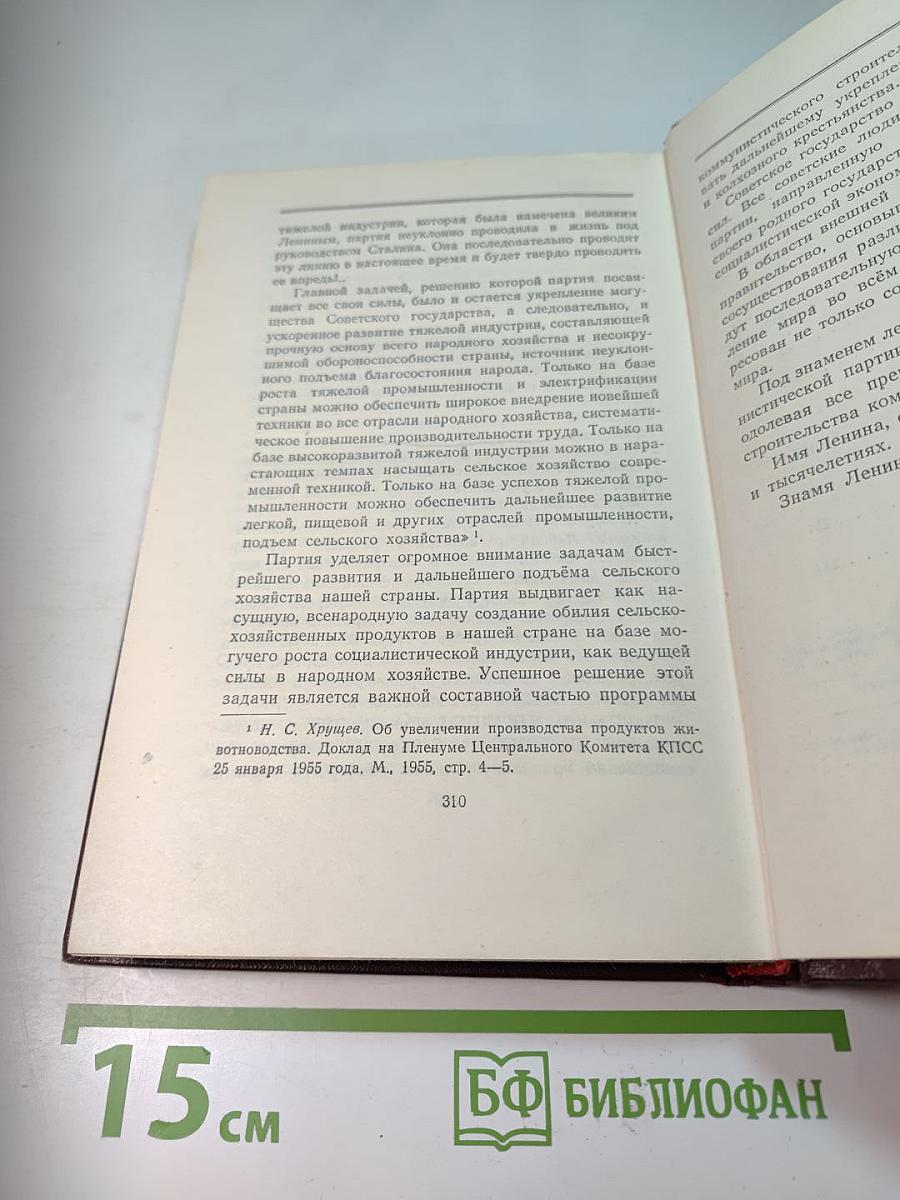 тяжелой индустрии, которая была намечена великим
Лениным, партия неуклонно проводила в жизнь под
руководством Сталина. Она последовательно проводит
эту линию в настоящее время и будет твердо проводить
ее впредь!..
Главной задачей, решению которой партия посвя-
щает все свои силы, было и остается укрепление могу-
щества Советского государства, а следовательно, и
ускоренное развитие тяжелой индустрии, составляющей
прочную основу всего народного хозяйства и несокру-
шимой обороноспособности страны, источник неуклон-
ного подъема благосостояния народа. Только на базе
роста тяжелой промышленности и электрификации
страны можно обеспечить широкое внедрение новейшей
техники во все отрасли народного хозяйства, системати-
ческое повышение производительности труда. Только на
базе высокоразвитой тяжелой индустрии можно в нара-
стающих темпах насыщать сельское хозяйство совре-
менной техникой. Только на базе успехов тяжелой про-
мышленности можно обеспечить дальнейшее развитие
легкой, пищевой и других отраслей промышленности,
подъем сельского хозяйства» ¹.
Партия уделяет огромное внимание задачам быст-
рейшего развития и дальнейшего подъёма сельского
хозяйства нашей страны. Партия выдвигает как на-
сущную, всенародную задачу создание обилия сельско-
хозяйственных продуктов в нашей стране на базе мо-
гучего роста социалистической индустрии, как ведущей
силы в народном хозяйстве. Успешное решение этой
задачи является важной составной частью программы
¹ Н. С. Хрущев. Об увеличении производства продуктов жи-
вотноводства. Доклад на Пленуме Центрального Комитета КПСС
25 января 1955 года, М., 1955, стр. 4—5.
310
коммунистического строител
вать дальнейшему укрепле
и колхозного крестьянства.
Советское государство
сил. Все советские люди
партии, направленную
своего родного государст
социалистической эконом
В области внешней
правительство, основы
сосуществования разли
дут последовательную
ление мира во всём
ресован не только со
мира.
Под знаменем ле
нистической парти
одолевая все пре
строительства ком
Имя Ленина, 
и тысячелетиях.
Знамя Ленин
15 см
БФ БИБЛИОФАН